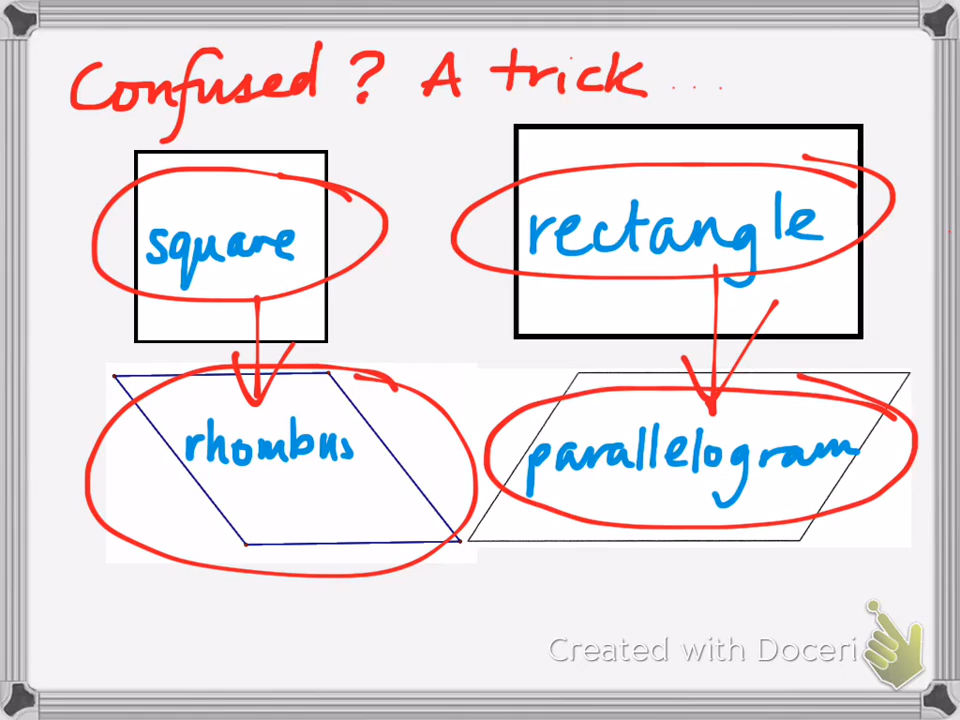 Confused? A trick...
square
rectangle
rhombus
parallelogram
Created with Doceri